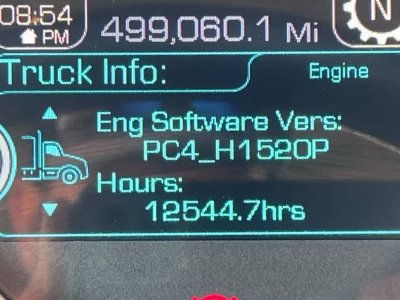 08:54
PM
499,060.1 Mi
N
Truck Info:
Engine
Eng Software Vers:
PC4_H1520P
Hours:
12544.7hrs